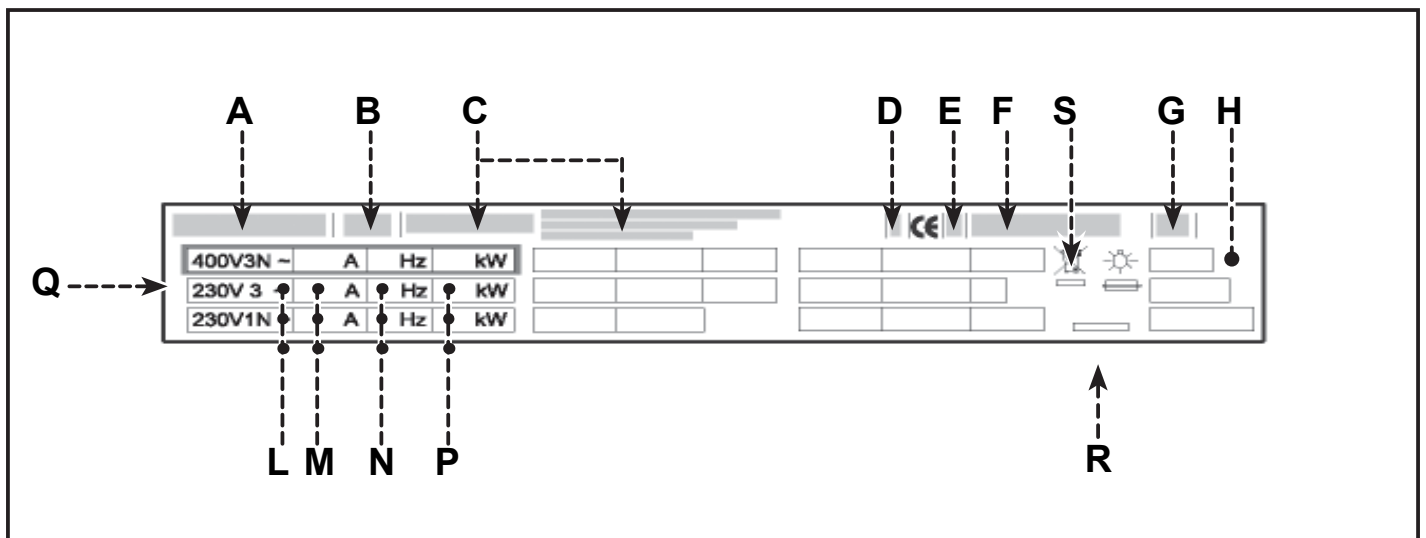 A B C D E F S G H
CE
400V3N ~ A Hz kW
Q
230V 3 ~ A Hz kW
230V1N ~ A Hz kW
L M N P
R